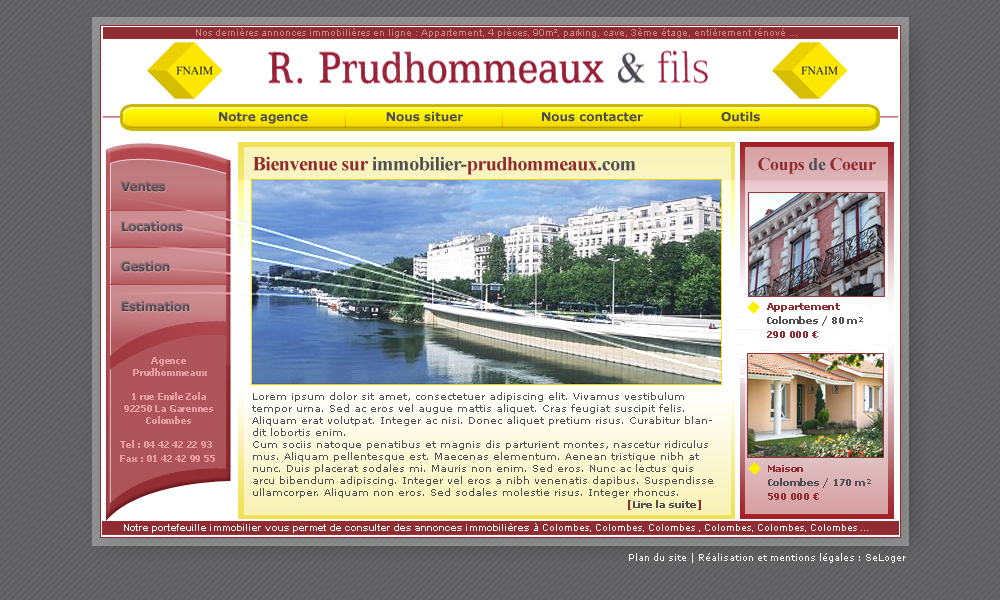 Nos dernières annonces immobilières en ligne : Appartement, 4 pièces, 90m², parking, cave, 3ème étage, entièrement rénové ...
FNAIM
R. Prudhommeaux & fils
FNAIM
Notre agence
Nous situer
Nous contacter
Outils
Ventes
Locations
Gestion
Estimation
Agence
Prudhommeaux
1 rue Emile Zola
92250 La Garennes
Colombes
Tel : 04 42 42 22 93
Fax : 01 42 42 99 55
Bienvenue sur immobilier-prudhommeaux.com
Lorem ipsum dolor sit amet, consectetuer adipiscing elit. Vivamus vestibulum
tempor urna. Sed ac eros vel augue mattis aliquet. Cras feugiat suscipit felis.
Aliquam erat volutpat. Integer ac nisi. Donec aliquet pretium risus. Curabitur blan-
dit lobortis enim.
Cum sociis natoque penatibus et magnis dis parturient montes, nascetur ridiculus
mus. Aliquam pellentesque est. Maecenas elementum. Aenean tristique nibh at
nunc. Duis placerat sodales mi. Mauris non enim. Sed eros. Nunc ac lectus quis
arcu bibendum adipiscing. Integer vel eros a nibh venenatis dapibus. Suspendisse
ullamcorper. Aliquam non eros. Sed sodales molestie risus. Integer rhoncus.
[Lire la suite]
Coups de Coeur
Appartement
Colombes / 80 m²
290 000 €
Maison
Colombes / 170 m²
590 000 €
Notre portefeuille immobilier vous permet de consulter des annonces immobilières à Colombes, Colombes, Colombes , Colombes, Colombes, Colombes ...
Plan du site | Réalisation et mentions légales : SeLoger